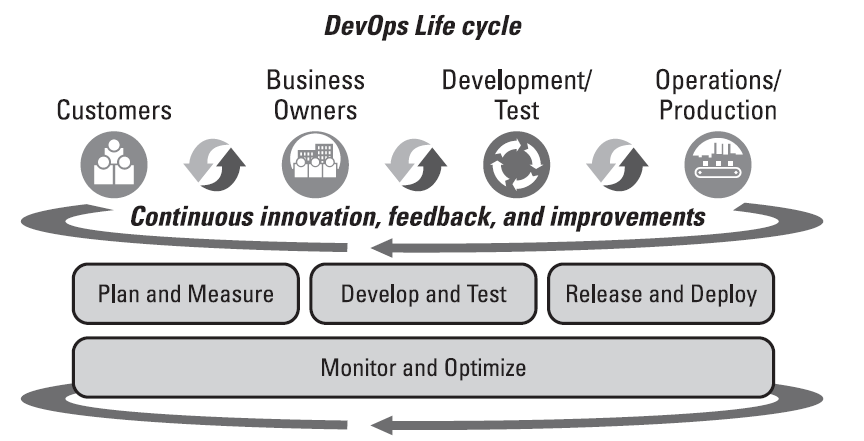 DevOps Life cycle
Customers
Business
Owners
Development/
Test
Operations/
Production
Continuous innovation, feedback, and improvements
Plan and Measure
Develop and Test
Release and Deploy
Monitor and Optimize